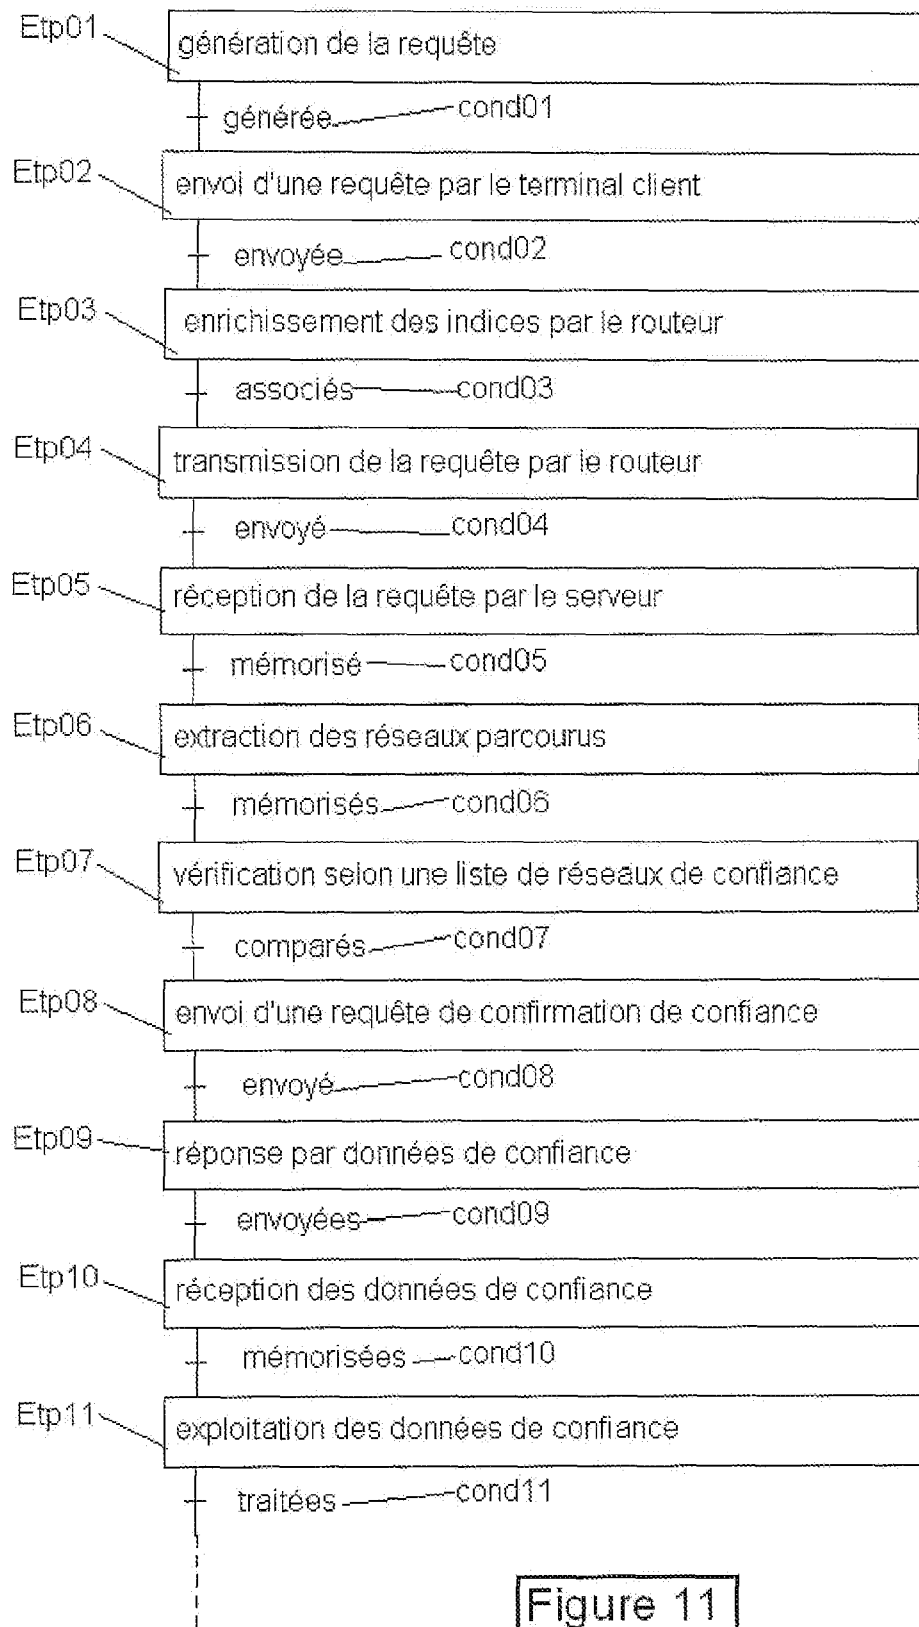 Etp01 génération de la requête
générée cond01
Etp02 envoi d'une requête par le terminal client
envoyée cond02
Etp03 enrichissement des indices par le routeur
associés cond03
Etp04 transmission de la requête par le routeur
envoyé cond04
Etp05 réception de la requête par le serveur
mémorisé cond05
Etp06 extraction des réseaux parcourus
mémorisés cond06
Etp07 vérification selon une liste de réseaux de confiance
comparés cond07
Etp08 envoi d'une requête de confirmation de confiance
envoyé cond08
Etp09 réponse par données de confiance
envoyées cond09
Etp10 réception des données de confiance
mémorisées cond10
Etp11 exploitation des données de confiance
traitées cond11
Figure 11